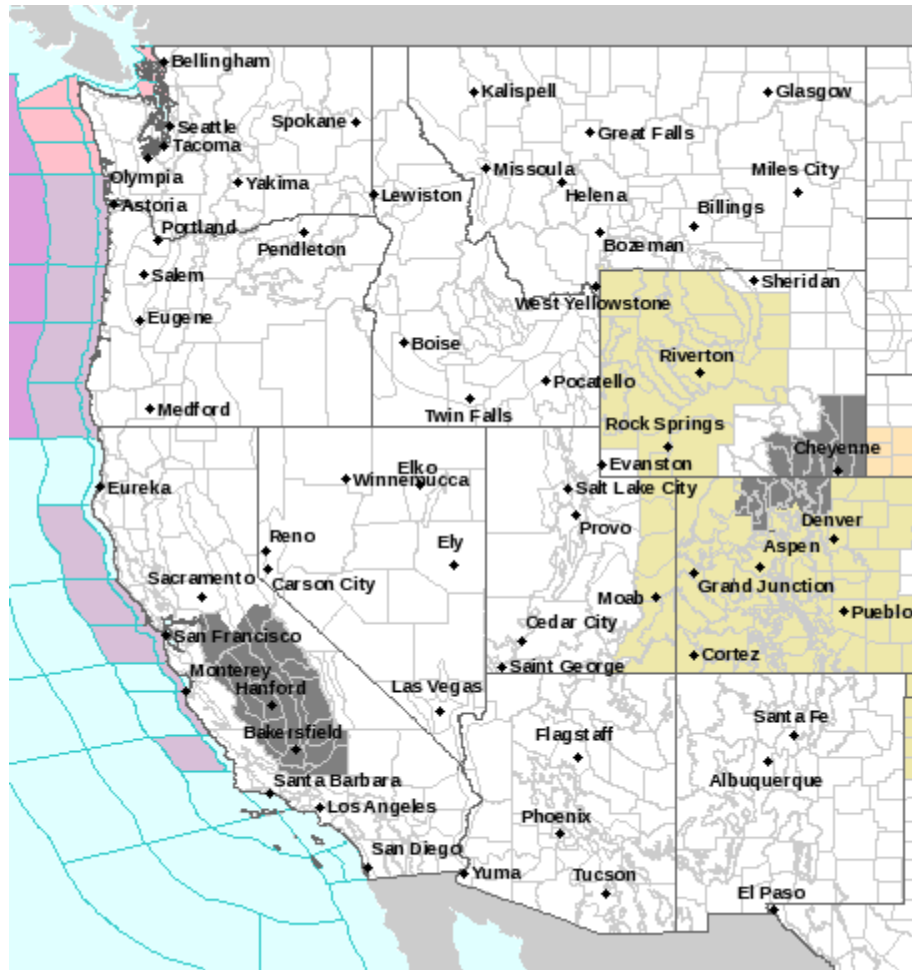 Bellingham
Kalispell
Glasgow
Seattle
Spokane
Great Falls
Tacoma
Missoula
Olympia
Yakima
Lewiston
Helena
Miles City
Astoria
Portland
Billings
Pendleton
Bozeman
Salem
Sheridan
West Yellowstone
Eugene
Boise
Riverton
Pocatello
Medford
Twin Falls
Rock Springs
Cheyenne
Elko
Evanston
Winnemucca
Eureka
Salt Lake City
Provo
Denver
Reno
Ely
Aspen
Carson City
Grand Junction
Sacramento
Moab
Pueblo
San Francisco
Cedar City
Cortez
Saint George
Monterey
Hanford
Las Vegas
Santa Fe
Bakersfield
Flagstaff
Albuquerque
Santa Barbara
Los Angeles
Phoenix
San Diego
Yuma
Tucson
El Paso